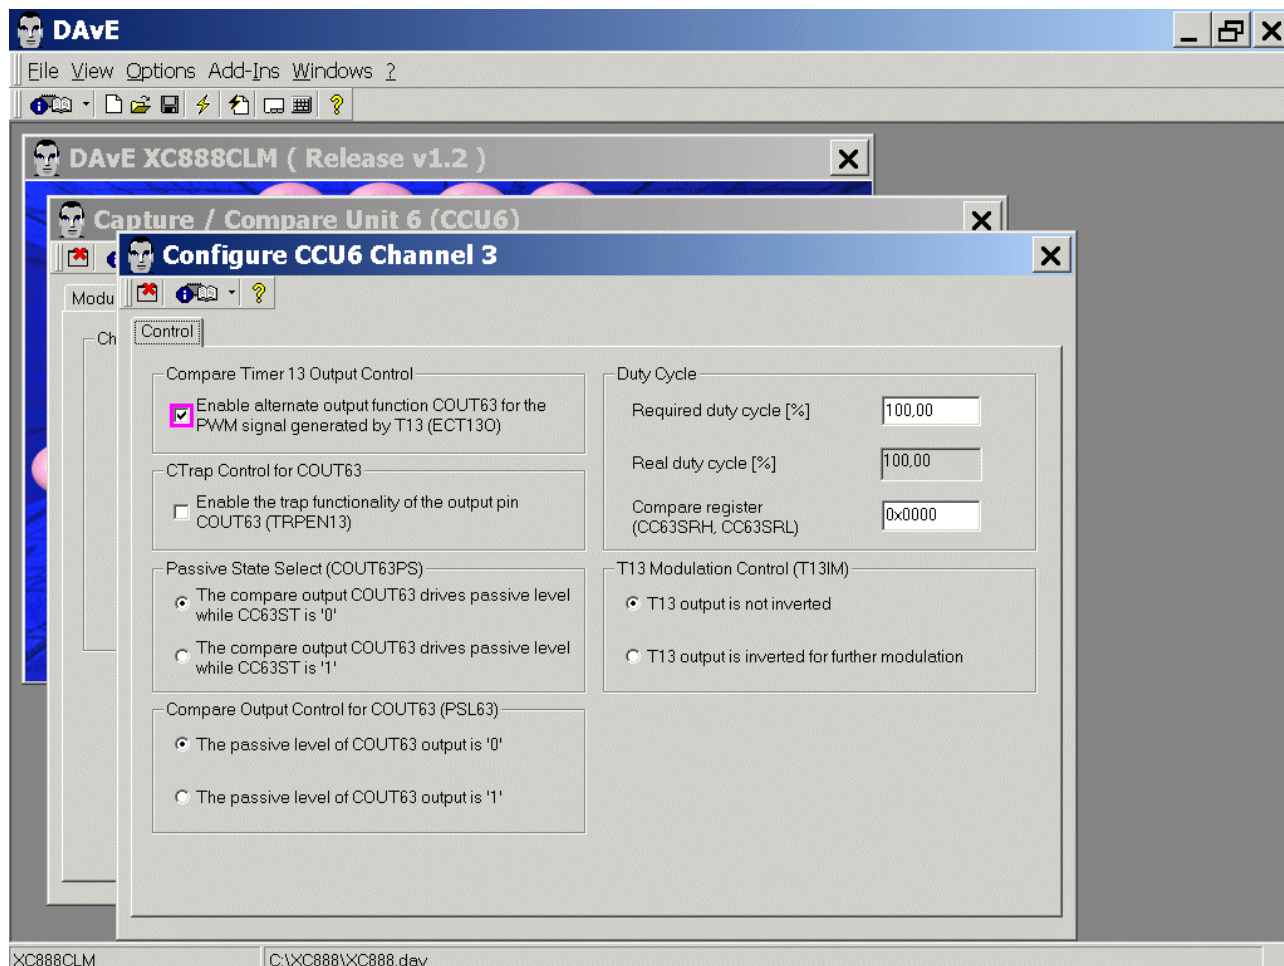 DAvE
File View Options Add-Ins Windows ?
DAvE XC888CLM ( Release v1.2 )
Capture / Compare Unit 6 (CCU6)
Configure CCU6 Channel 3
Modu
Ch
Control
Compare Timer 13 Output Control
Enable alternate output function COUT63 for the
PWM signal generated by T13 (ECT13O)
CTrap Control for COUT63
Enable the trap functionality of the output pin
COUT63 (TRPEN13)
Passive State Select (COUT63PS)
The compare output COUT63 drives passive level
while CC63ST is '0'
The compare output COUT63 drives passive level
while CC63ST is '1'
Compare Output Control for COUT63 (PSL63)
The passive level of COUT63 output is '0'
The passive level of COUT63 output is '1'
Duty Cycle
Required duty cycle [%] 100,00
Real duty cycle [%] 100,00
Compare register
(CC63SRH, CC63SRL) 0x0000
T13 Modulation Control (T13IM)
T13 output is not inverted
T13 output is inverted for further modulation
XC888CLM C:\XC888\XC888.dav